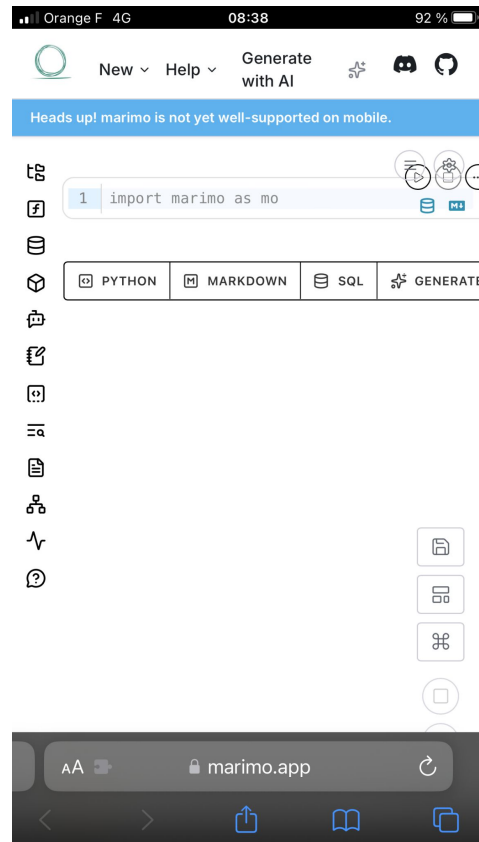 Orange F 4G 08:38 92 %
New Help Generate with AI
Heads up! marimo is not yet well-supported on mobile.
1 import marimo as mo
M
PYTHON M MARKDOWN SQL GENERATE
AA marimo.app